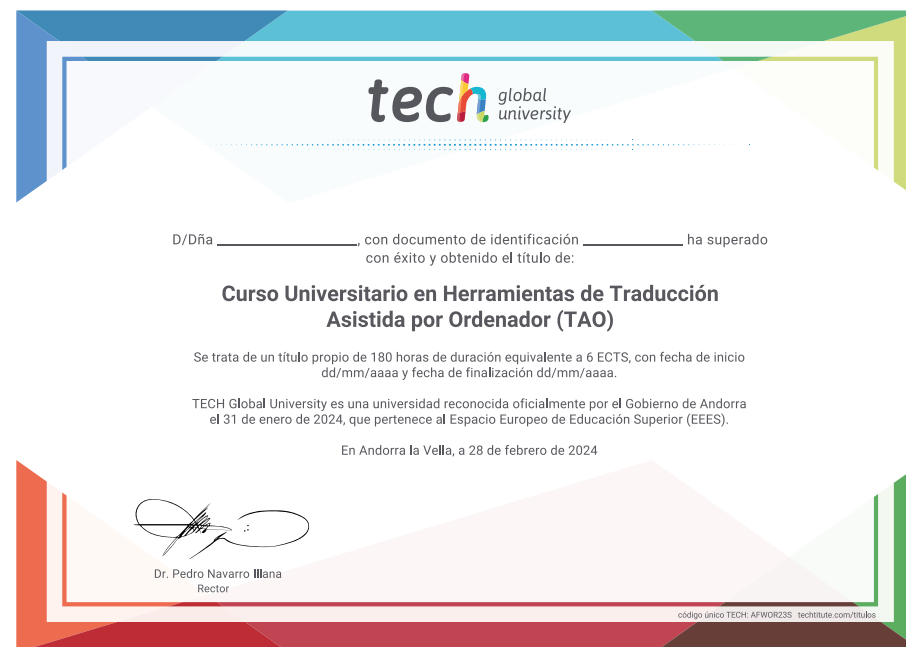 tech global university
D/Dña ____________________, con documento de identificación ______________ ha superado
con éxito y obtenido el título de:
Curso Universitario en Herramientas de Traducción
Asistida por Ordenador (TAO)
Se trata de un título propio de 180 horas de duración equivalente a 6 ECTS, con fecha de inicio
dd/mm/aaaa y fecha de finalización dd/mm/aaaa.
TECH Global University es una universidad reconocida oficialmente por el Gobierno de Andorra
el 31 de enero de 2024, que pertenece al Espacio Europeo de Educación Superior (EEES).
En Andorra la Vella, a 28 de febrero de 2024
Dr. Pedro Navarro Illana
Rector
código único TECH: AFWOR23S techtitute.com/titulos